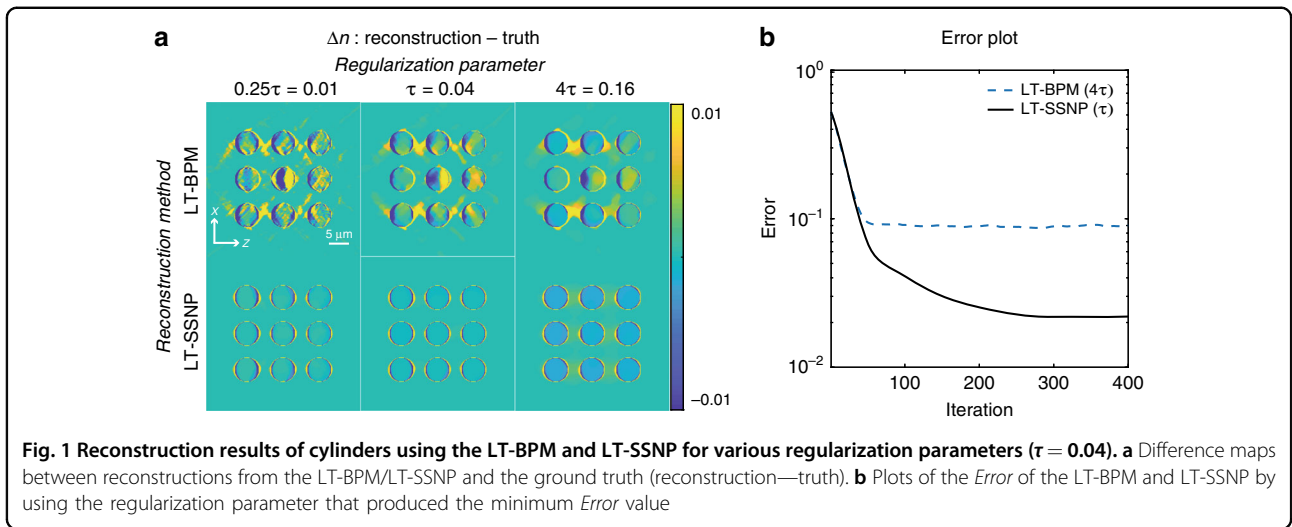 a
Δn : reconstruction – truth
Regularization parameter
0.25τ = 0.01
τ = 0.04
4τ = 0.16
Reconstruction method
LT-BPM
LT-SSNP
x
z
5 μm
0.01
–0.01
b
Error plot
10⁰
10⁻¹
10⁻²
Error
LT-BPM (4τ)
LT-SSNP (τ)
100
200
300
400
Iteration
Fig. 1 Reconstruction results of cylinders using the LT-BPM and LT-SSNP for various regularization parameters (τ = 0.04). a Difference maps
between reconstructions from the LT-BPM/LT-SSNP and the ground truth (reconstruction—truth). b Plots of the Error of the LT-BPM and LT-SSNP by
using the regularization parameter that produced the minimum Error value